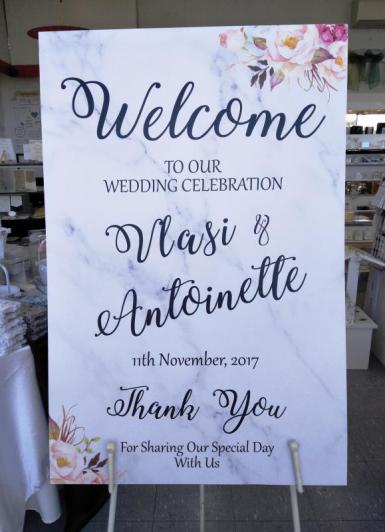 Welcome
TO OUR
WEDDING CELEBRATION
Vlasi &
Antoinette
11th November, 2017
Thank You
For Sharing Our Special Day
With Us